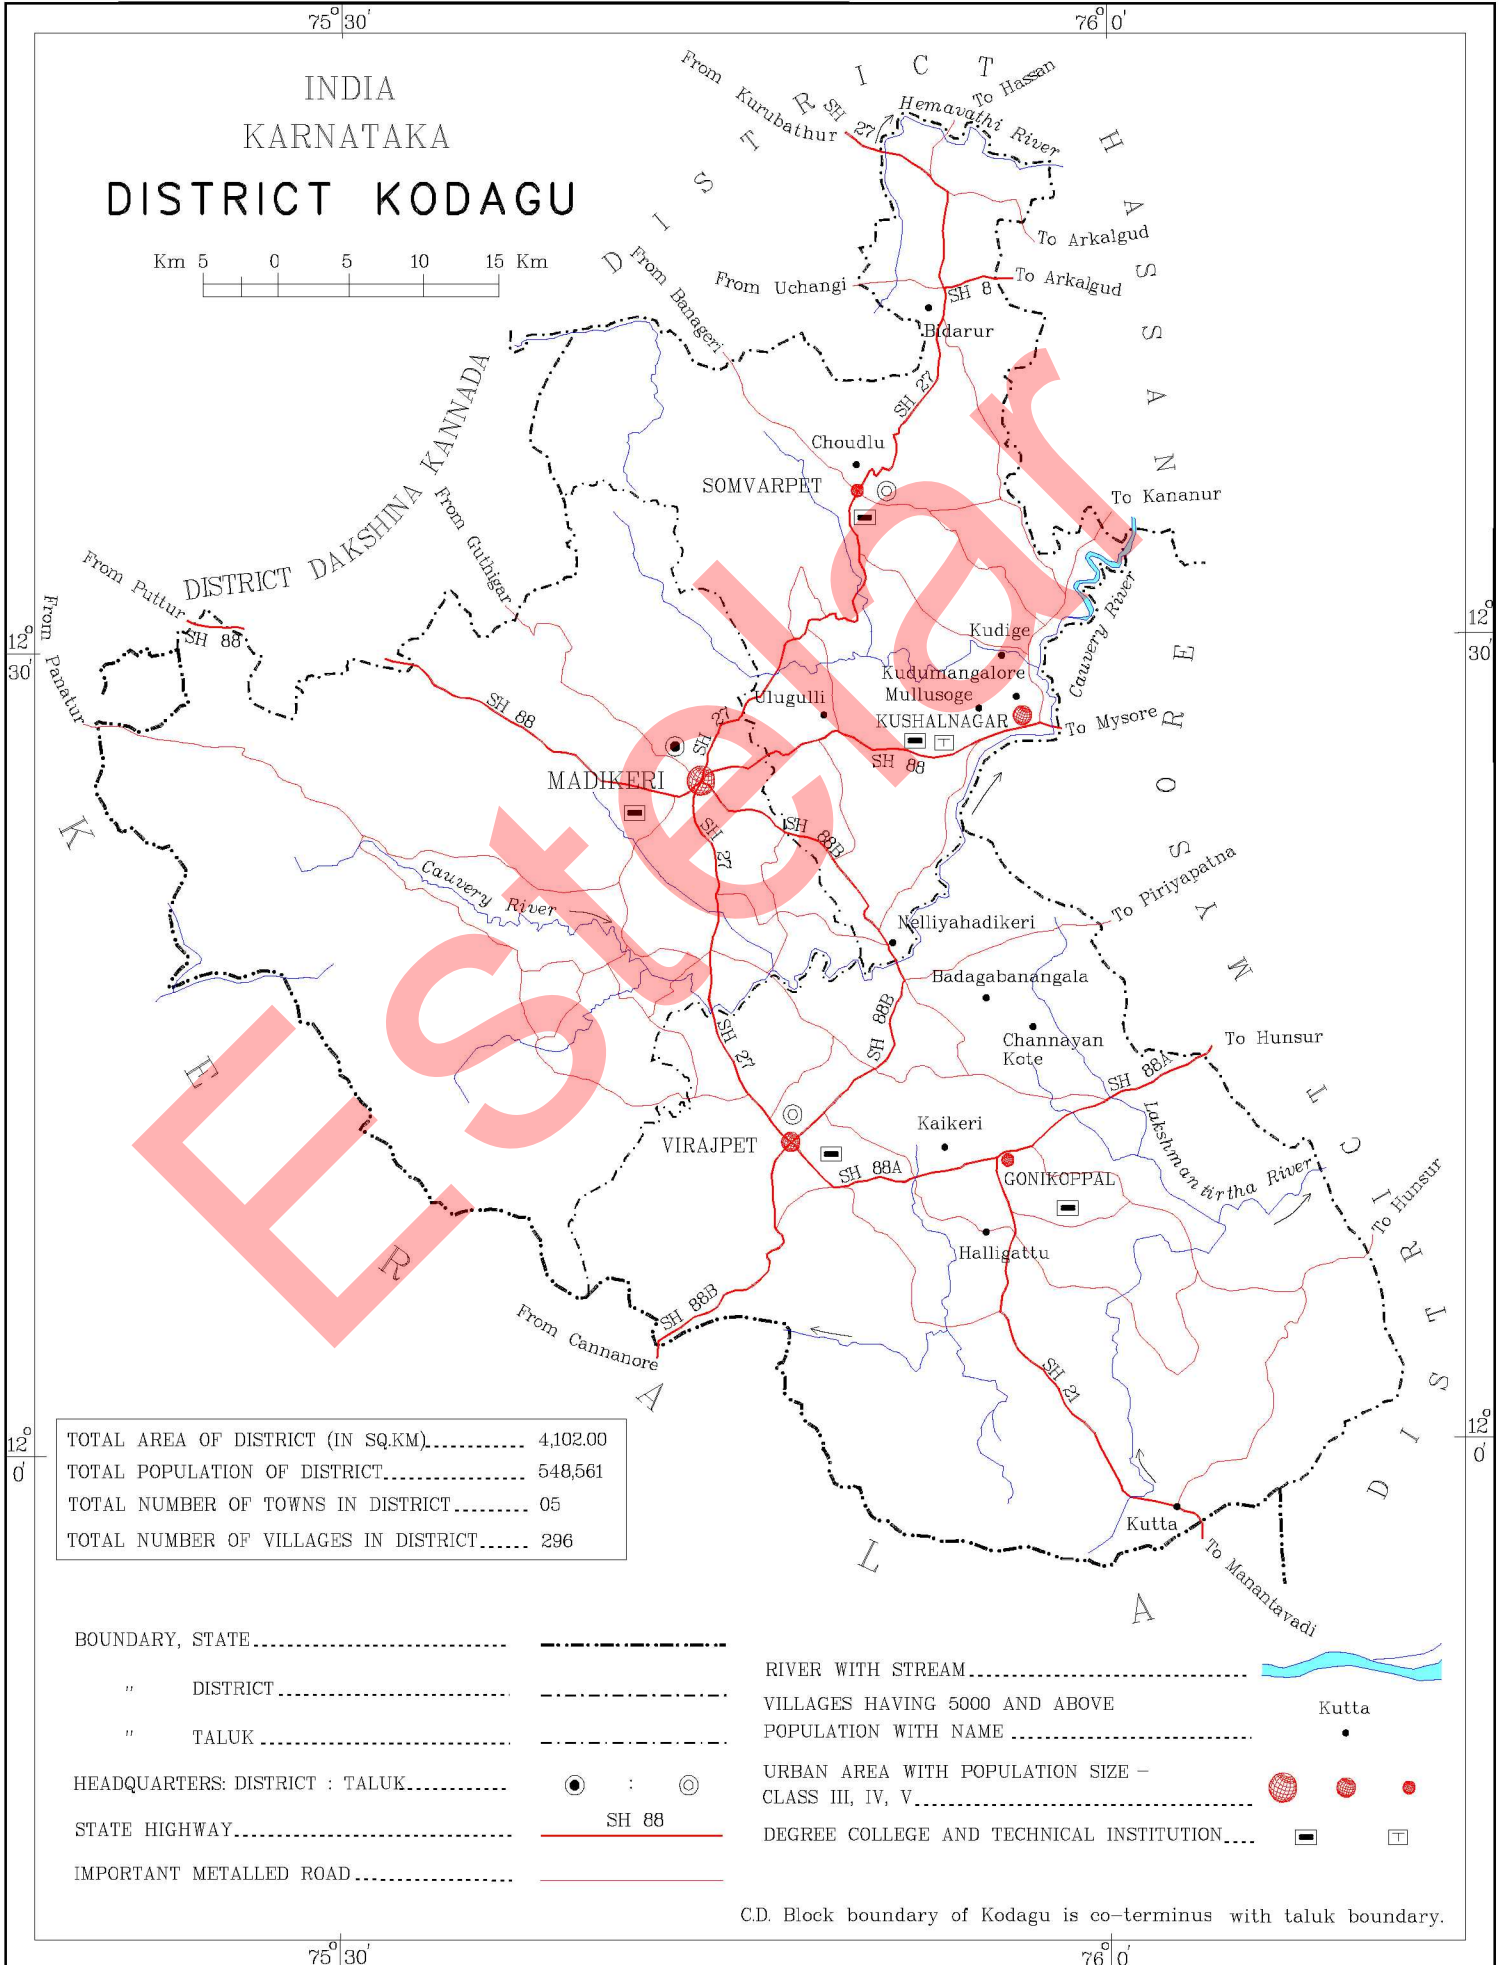 75° 30'
76° 0'
INDIA
KARNATAKA
DISTRICT KODAGU
Km 5 0 5 10 15 Km
From Kurubathur
SH 27
Hemavathi River
To Hassan
To Arkalgud
From Uchangi
SH 8
To Arkalgud
Bidarur
DISTRICT HASSAN
From Banageri
SH 27
Choudlu
SOMVARPET
To Kananur
DISTRICT DAKSHINA KANNADA
From Guthigar
From Puttur
SH 88
From Panatur
12° 30'
12° 30'
Cauvery River
Kudige
Kudumangalore
Mullusoge
KUSHALNAGAR
To Mysore
Ulugulli
SH 88
SH 27
SH 88
MADIKERI
SH 27
SH 88B
Cauvery River
Nelliyahadikeri
To Piriyapatna
Badagabanangala
Channayan
Kote
SH 88B
SH 27
To Hunsur
SH 88A
Lakshmantirtha River
VIRAJPET
Kaikeri
SH 88A
GONIKOPPAL
To Hunsur
Halligattu
SH 88B
From Cannanore
SH 21
Kutta
To Manantavadi
KERALA
DISTRICT MYSORE
Estelar
12° 0'
12° 0'
TOTAL AREA OF DISTRICT (IN SQ.KM) 4,102.00
TOTAL POPULATION OF DISTRICT 548,561
TOTAL NUMBER OF TOWNS IN DISTRICT 05
TOTAL NUMBER OF VILLAGES IN DISTRICT 296
BOUNDARY, STATE
" DISTRICT
" TALUK
HEADQUARTERS: DISTRICT : TALUK :
STATE HIGHWAY SH 88
IMPORTANT METALLED ROAD
RIVER WITH STREAM
VILLAGES HAVING 5000 AND ABOVE
POPULATION WITH NAME Kutta
URBAN AREA WITH POPULATION SIZE –
CLASS III, IV, V
DEGREE COLLEGE AND TECHNICAL INSTITUTION T
C.D. Block boundary of Kodagu is co-terminus with taluk boundary.
75° 30'
76° 0'